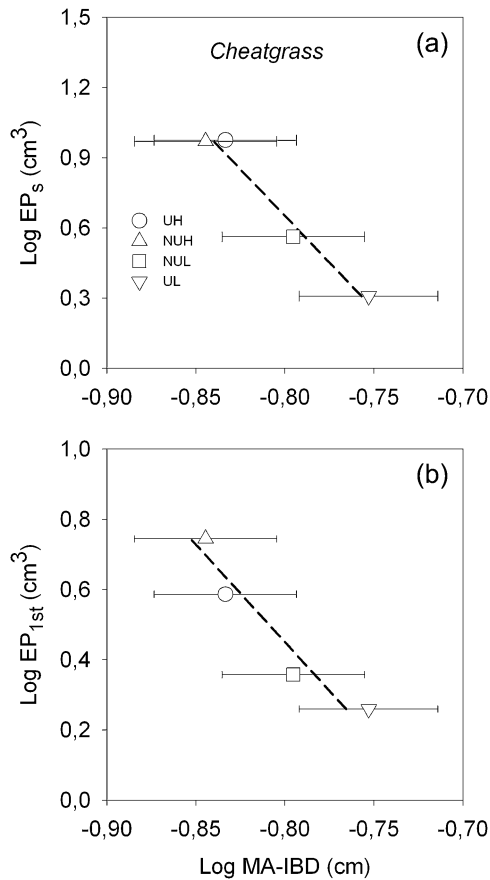 1,5
(a)
Cheatgrass
1,2
0,9
Log EPs (cm3)
UH
0,6
NUH
NUL
UL
0,3
0,0
-0,90 -0,85 -0,80 -0,75 -0,70
1,0
(b)
0,8
0,6
Log EP1st (cm3)
0,4
0,2
0,0
-0,90 -0,85 -0,80 -0,75 -0,70
Log MA-IBD (cm)